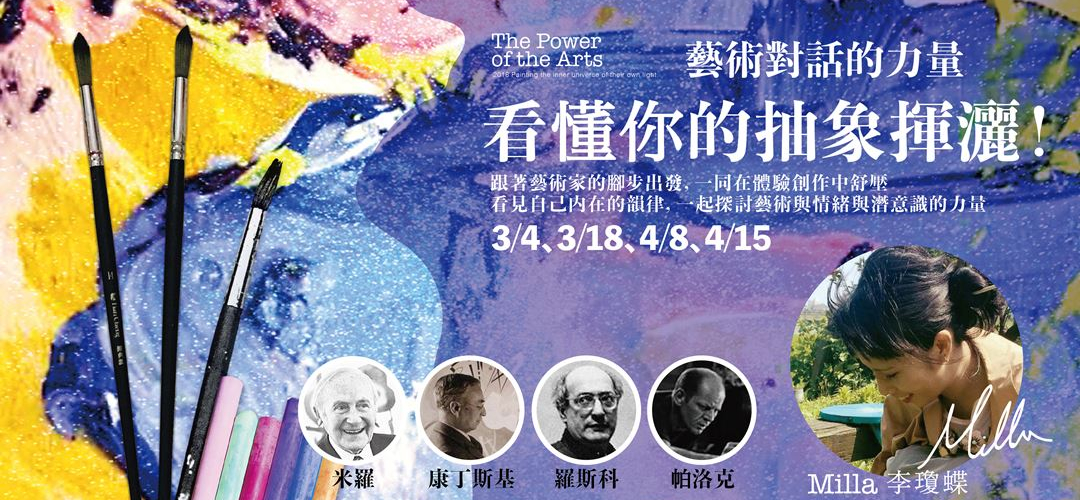 The Power
of the Arts
2018 Painting the inner universe of their own light
藝術對話的力量
看懂你的抽象揮灑！
跟著藝術家的腳步出發，一同在體驗創作中舒壓
看見自己內在的韻律，一起探討藝術與情緒與潛意識的力量
3/4、3/18、4/8、4/15
米羅
康丁斯基
羅斯科
帕洛克
Milla
Milla 李瓊蝶